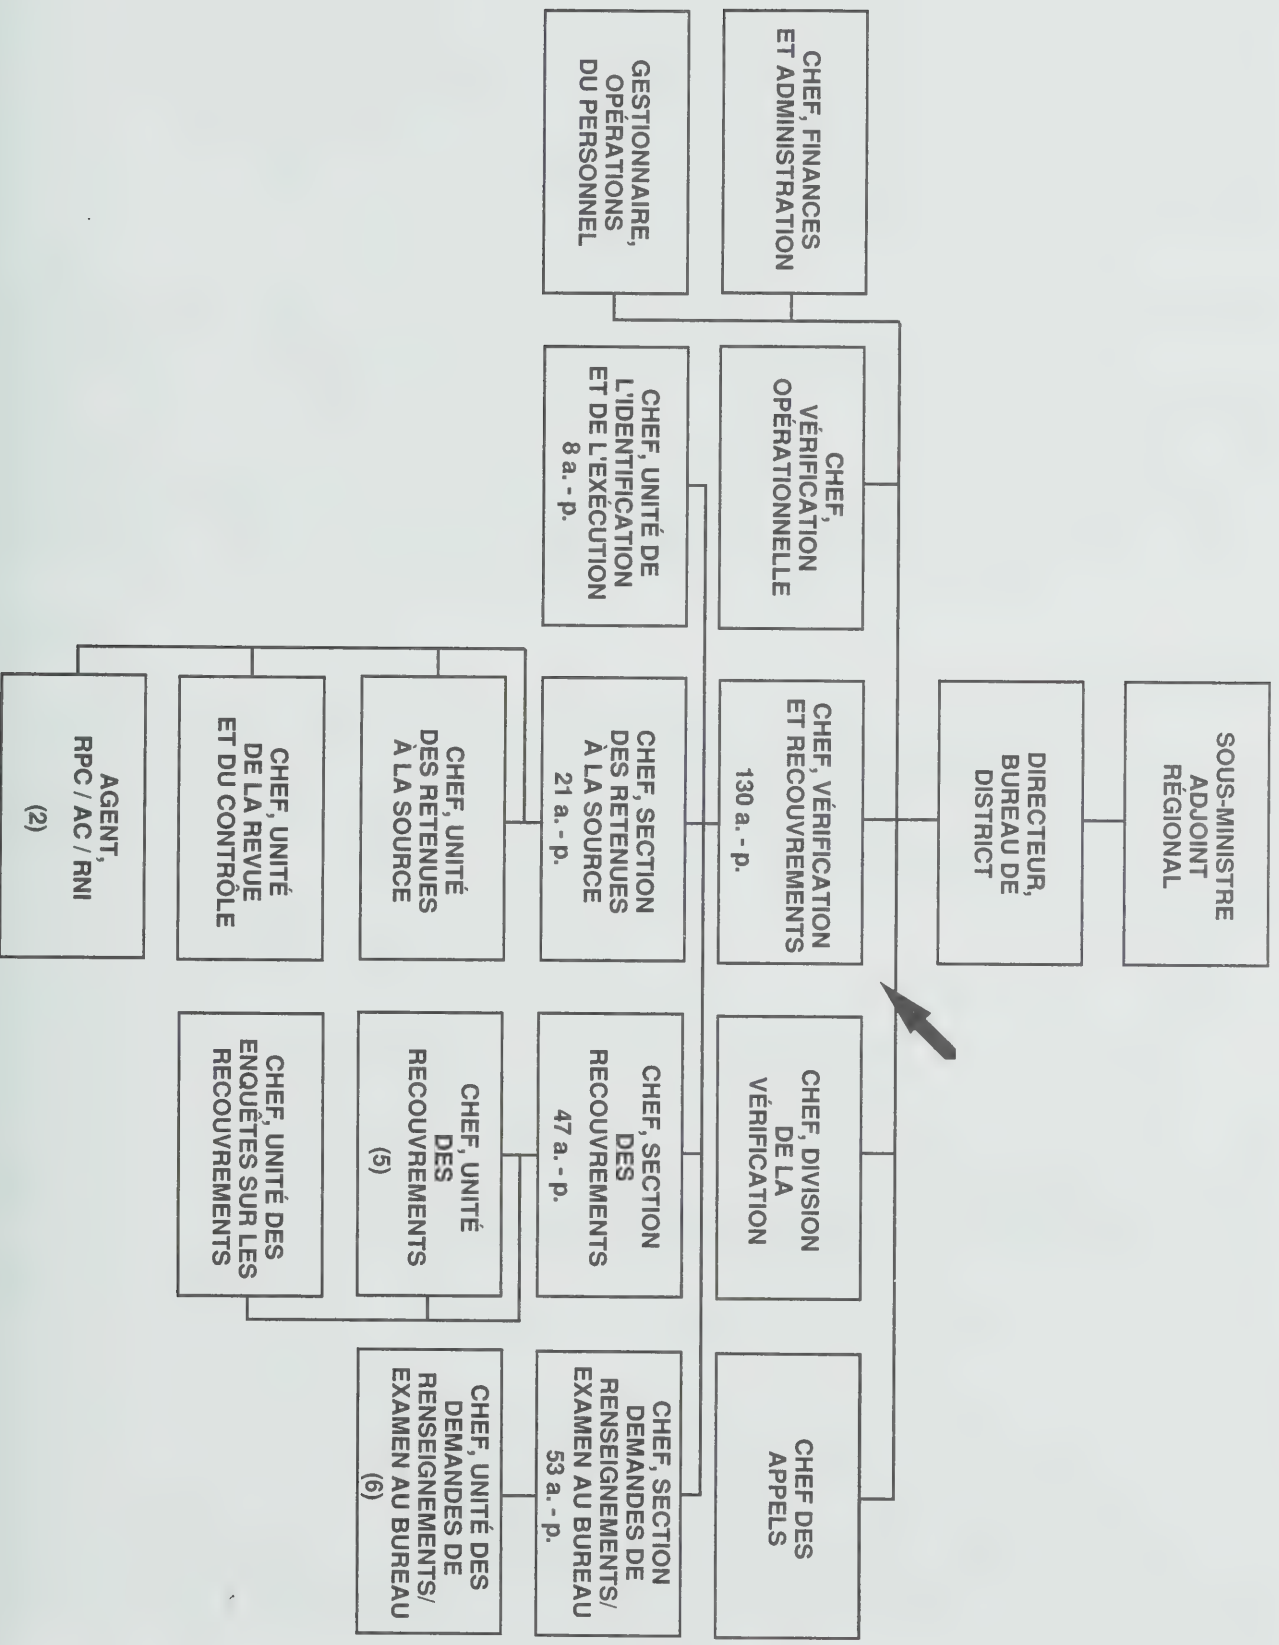 SOUS-MINISTRE
ADJOINT
RÉGIONAL
DIRECTEUR,
BUREAU DE
DISTRICT
CHEF, FINANCES
ET ADMINISTRATION
CHEF,
VÉRIFICATION
OPÉRATIONNELLE
CHEF, VÉRIFICATION
ET RECOUVREMENTS
130 a. - p.
CHEF, DIVISION
DE LA
VÉRIFICATION
CHEF DES
APPELS
GESTIONNAIRE,
OPÉRATIONS
DU PERSONNEL
CHEF, UNITÉ DE
L'IDENTIFICATION
ET DE L'EXÉCUTION
8 a. - p.
CHEF, SECTION
DES RETENUES
À LA SOURCE
21 a. - p.
CHEF, SECTION
DES
RECOUVREMENTS
47 a. - p.
CHEF, SECTION
DEMANDES DE
RENSEIGNEMENTS/
EXAMEN AU BUREAU
53 a. - p.
CHEF, UNITÉ
DES RETENUES
À LA SOURCE
CHEF, UNITÉ
DES
RECOUVREMENTS
(5)
CHEF, UNITÉ DES
DEMANDES DE
RENSEIGNEMENTS/
EXAMEN AU BUREAU
(6)
CHEF, UNITÉ
DE LA REVUE
ET DU CONTRÔLE
CHEF, UNITÉ DES
ENQUÊTES SUR LES
RECOUVREMENTS
AGENT,
RPC / AC / RNI
(2)